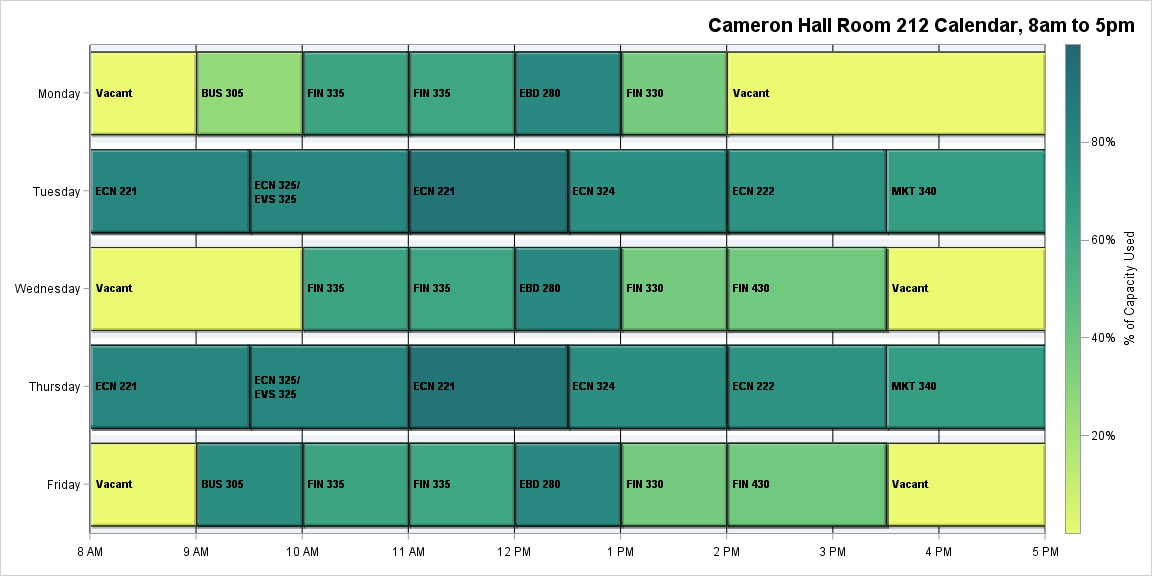 Cameron Hall Room 212 Calendar, 8am to 5pm
Monday
Vacant
BUS 305
FIN 335
FIN 335
EBD 280
FIN 330
Vacant
Tuesday
ECN 221
ECN 325/
EVS 325
ECN 221
ECN 324
ECN 222
MKT 340
Wednesday
Vacant
FIN 335
FIN 335
EBD 280
FIN 330
FIN 430
Vacant
Thursday
ECN 221
ECN 325/
EVS 325
ECN 221
ECN 324
ECN 222
MKT 340
Friday
Vacant
BUS 305
FIN 335
FIN 335
EBD 280
FIN 330
FIN 430
Vacant
8 AM
9 AM
10 AM
11 AM
12 PM
1 PM
2 PM
3 PM
4 PM
5 PM
80%
60%
40%
20%
% of Capacity Used